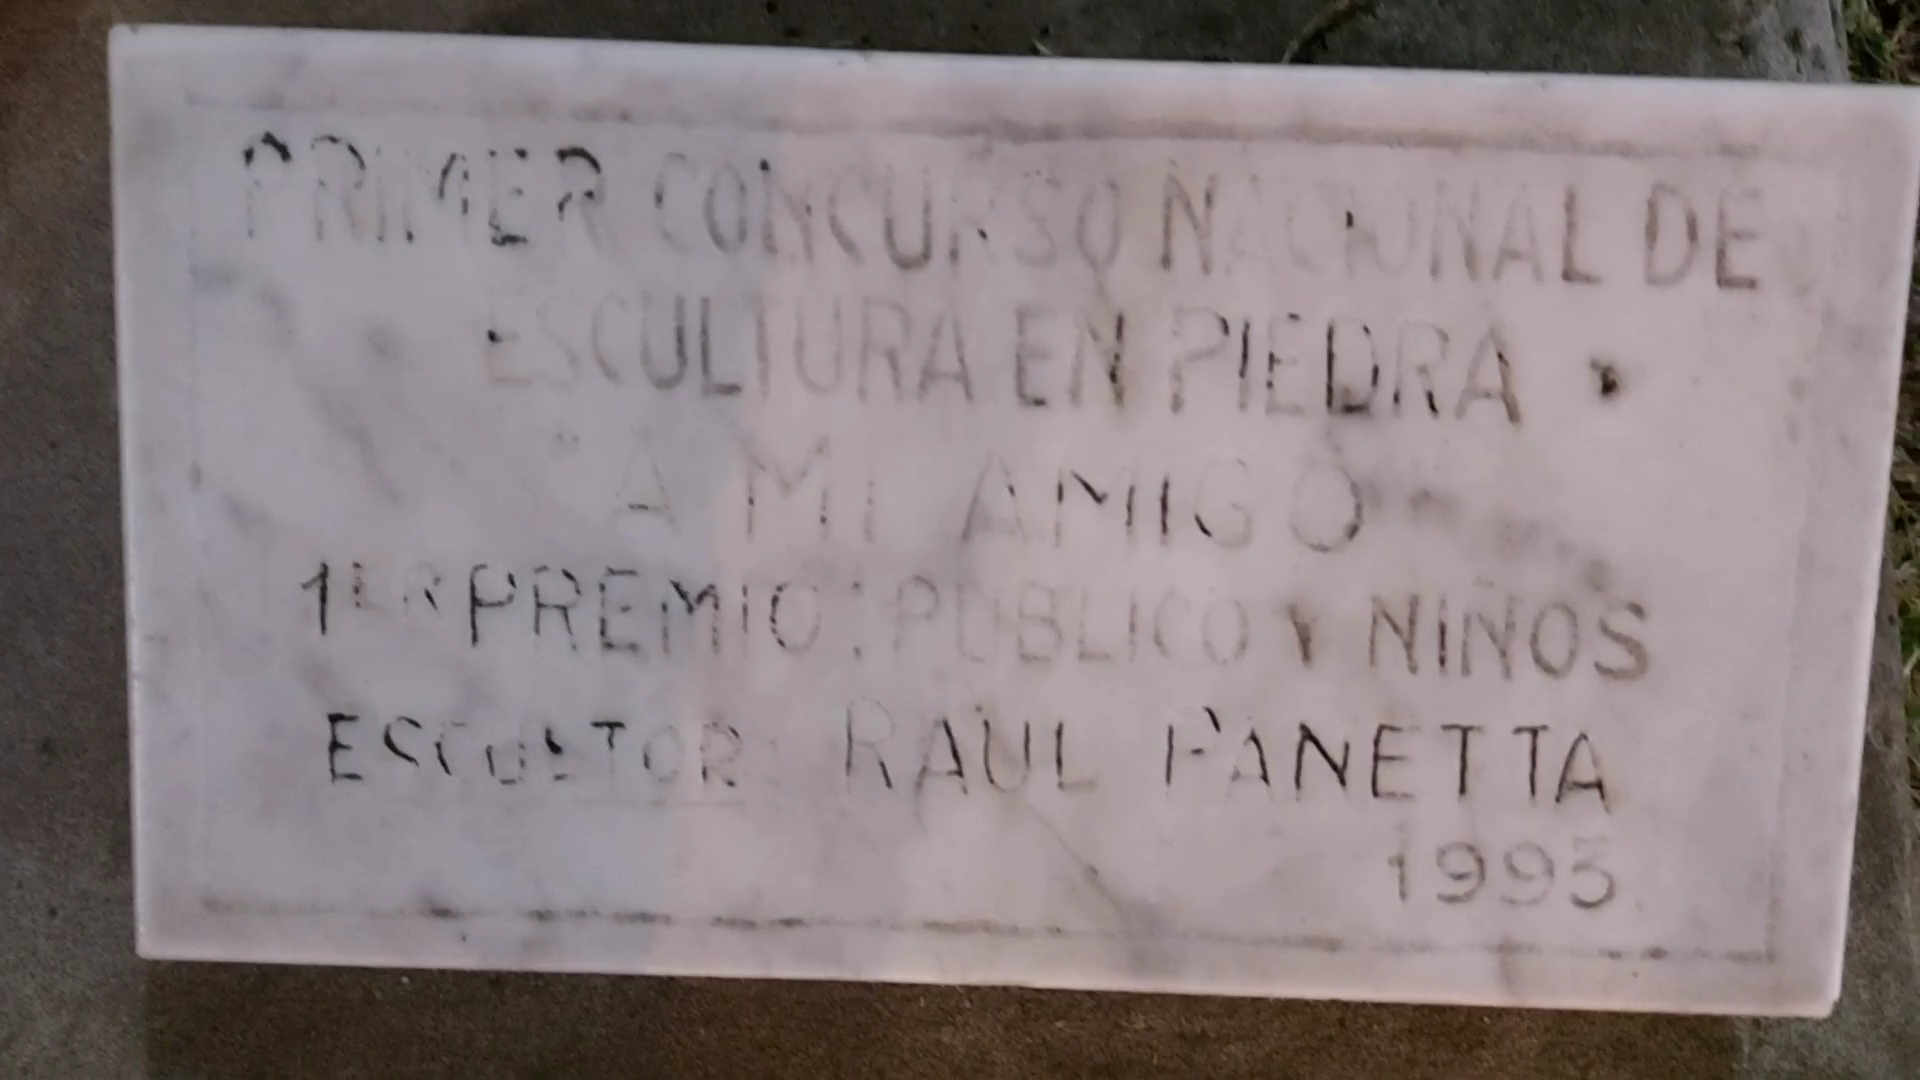 PRIMER CONCURSO NACIONAL DE
ESCULTURA EN PIEDRA
"A MI AMIGO"
1ER PREMIO: PUBLICO Y NIÑOS
ESCULTOR: RAUL PANETTA
1995